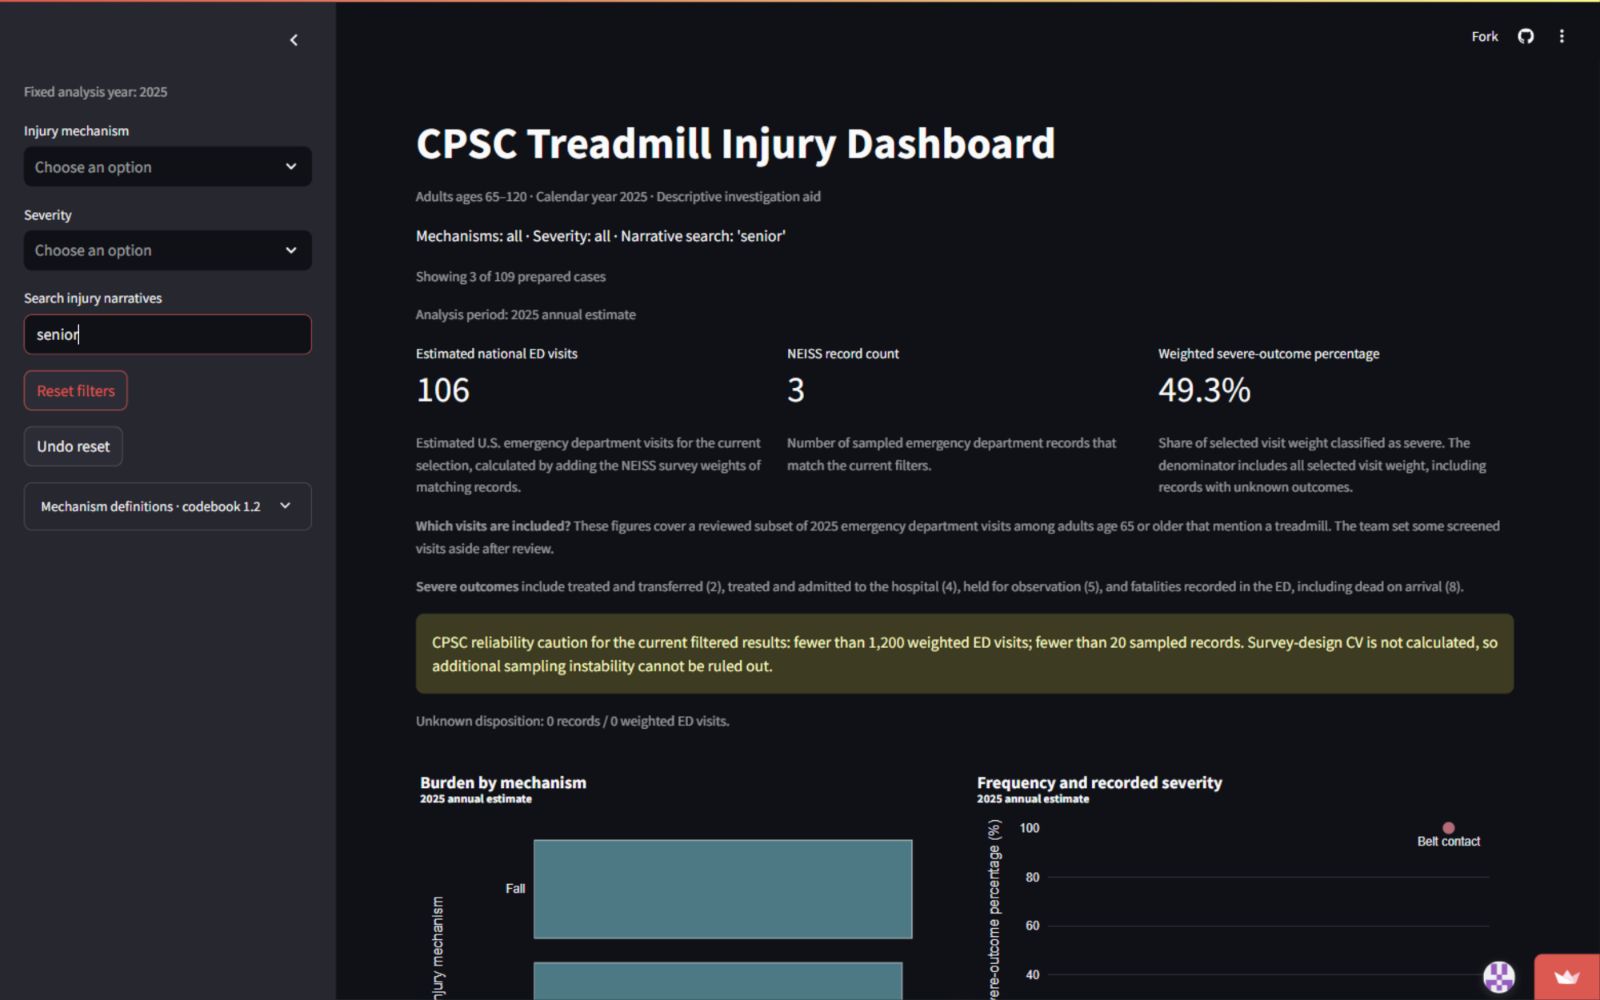 Fork
Fixed analysis year: 2025
Injury mechanism
Choose an option
Severity
Choose an option
Search injury narratives
senior
Reset filters
Undo reset
Mechanism definitions · codebook 1.2
CPSC Treadmill Injury Dashboard
Adults ages 65–120 · Calendar year 2025 · Descriptive investigation aid
Mechanisms: all · Severity: all · Narrative search: 'senior'
Showing 3 of 109 prepared cases
Analysis period: 2025 annual estimate
Estimated national ED visits
106
Estimated U.S. emergency department visits for the current
selection, calculated by adding the NEISS survey weights of
matching records.
NEISS record count
3
Number of sampled emergency department records that
match the current filters.
Weighted severe-outcome percentage
49.3%
Share of selected visit weight classified as severe. The
denominator includes all selected visit weight, including
records with unknown outcomes.
Which visits are included? These figures cover a reviewed subset of 2025 emergency department visits among adults age 65 or older that mention a treadmill. The team set some screened
visits aside after review.
Severe outcomes include treated and transferred (2), treated and admitted to the hospital (4), held for observation (5), and fatalities recorded in the ED, including dead on arrival (8).
CPSC reliability caution for the current filtered results: fewer than 1,200 weighted ED visits; fewer than 20 sampled records. Survey-design CV is not calculated, so
additional sampling instability cannot be ruled out.
Unknown disposition: 0 records / 0 weighted ED visits.
Burden by mechanism
2025 annual estimate
Fall
Frequency and recorded severity
2025 annual estimate
outcome percentage (%)
100
80
60
40
Belt contact